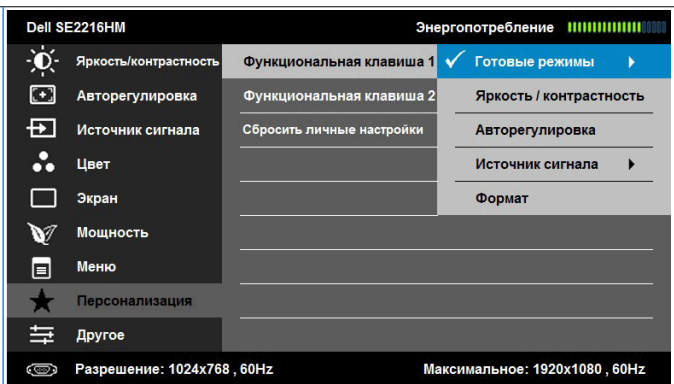 Dell SE2216HM Энергопотребление
Яркость/контрастность Функциональная клавиша 1 Готовые режимы
Авторегулировка Функциональная клавиша 2 Яркость / контрастность
Источник сигнала Сбросить личные настройки Авторегулировка
Цвет Источник сигнала
Экран Формат
Мощность
Меню
Персонализация
Другое
Разрешение: 1024x768 , 60Hz Максимальное: 1920x1080 , 60Hz